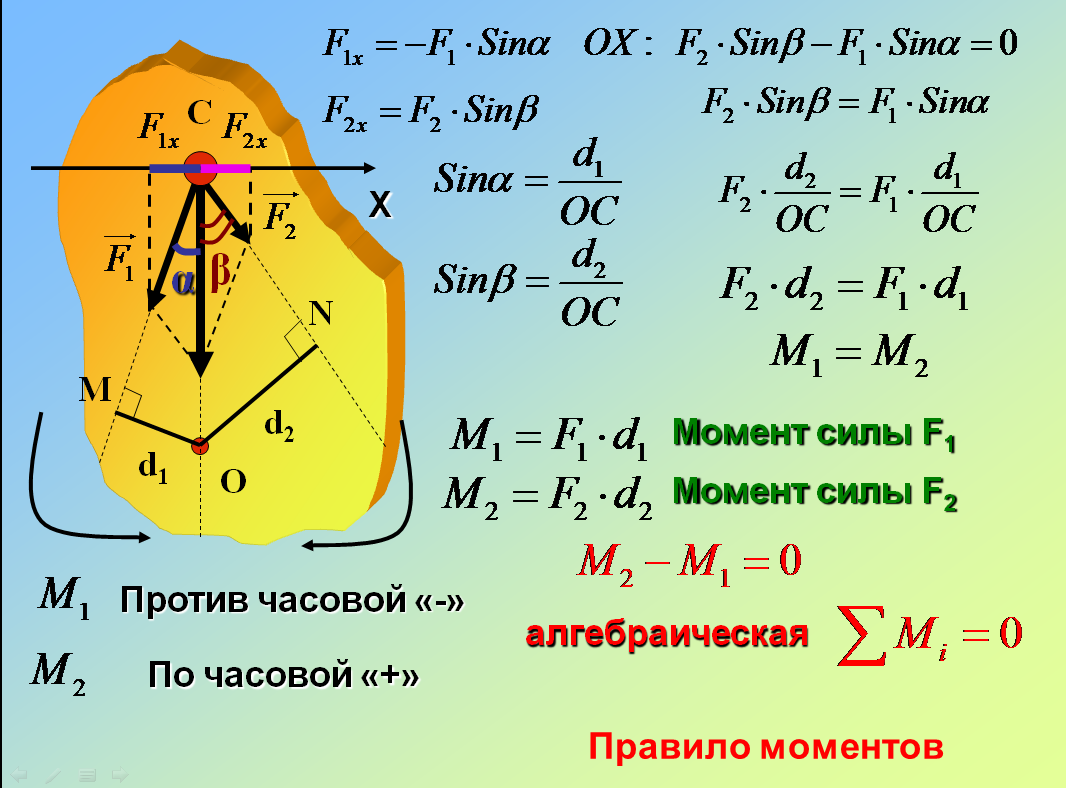 F₁ₓ = −F₁ · Sinα OX : F₂ · Sinβ − F₁ · Sinα = 0
F₂ₓ = F₂ · Sinβ
F₂ · Sinβ = F₁ · Sinα
C
F₁ₓ F₂ₓ
X
Sinα = d₁/OC
F₂ · d₂/OC = F₁ · d₁/OC
F₂
F₁
α β
Sinβ = d₂/OC
F₂ · d₂ = F₁ · d₁
N
M₁ = M₂
M
d₂
d₁
O
M₁ = F₁ · d₁ Момент силы F₁
M₂ = F₂ · d₂ Момент силы F₂
M₂ − M₁ = 0
M₁ Против часовой «-»
алгебраическая ∑Mᵢ = 0
M₂ По часовой «+»
Правило моментов